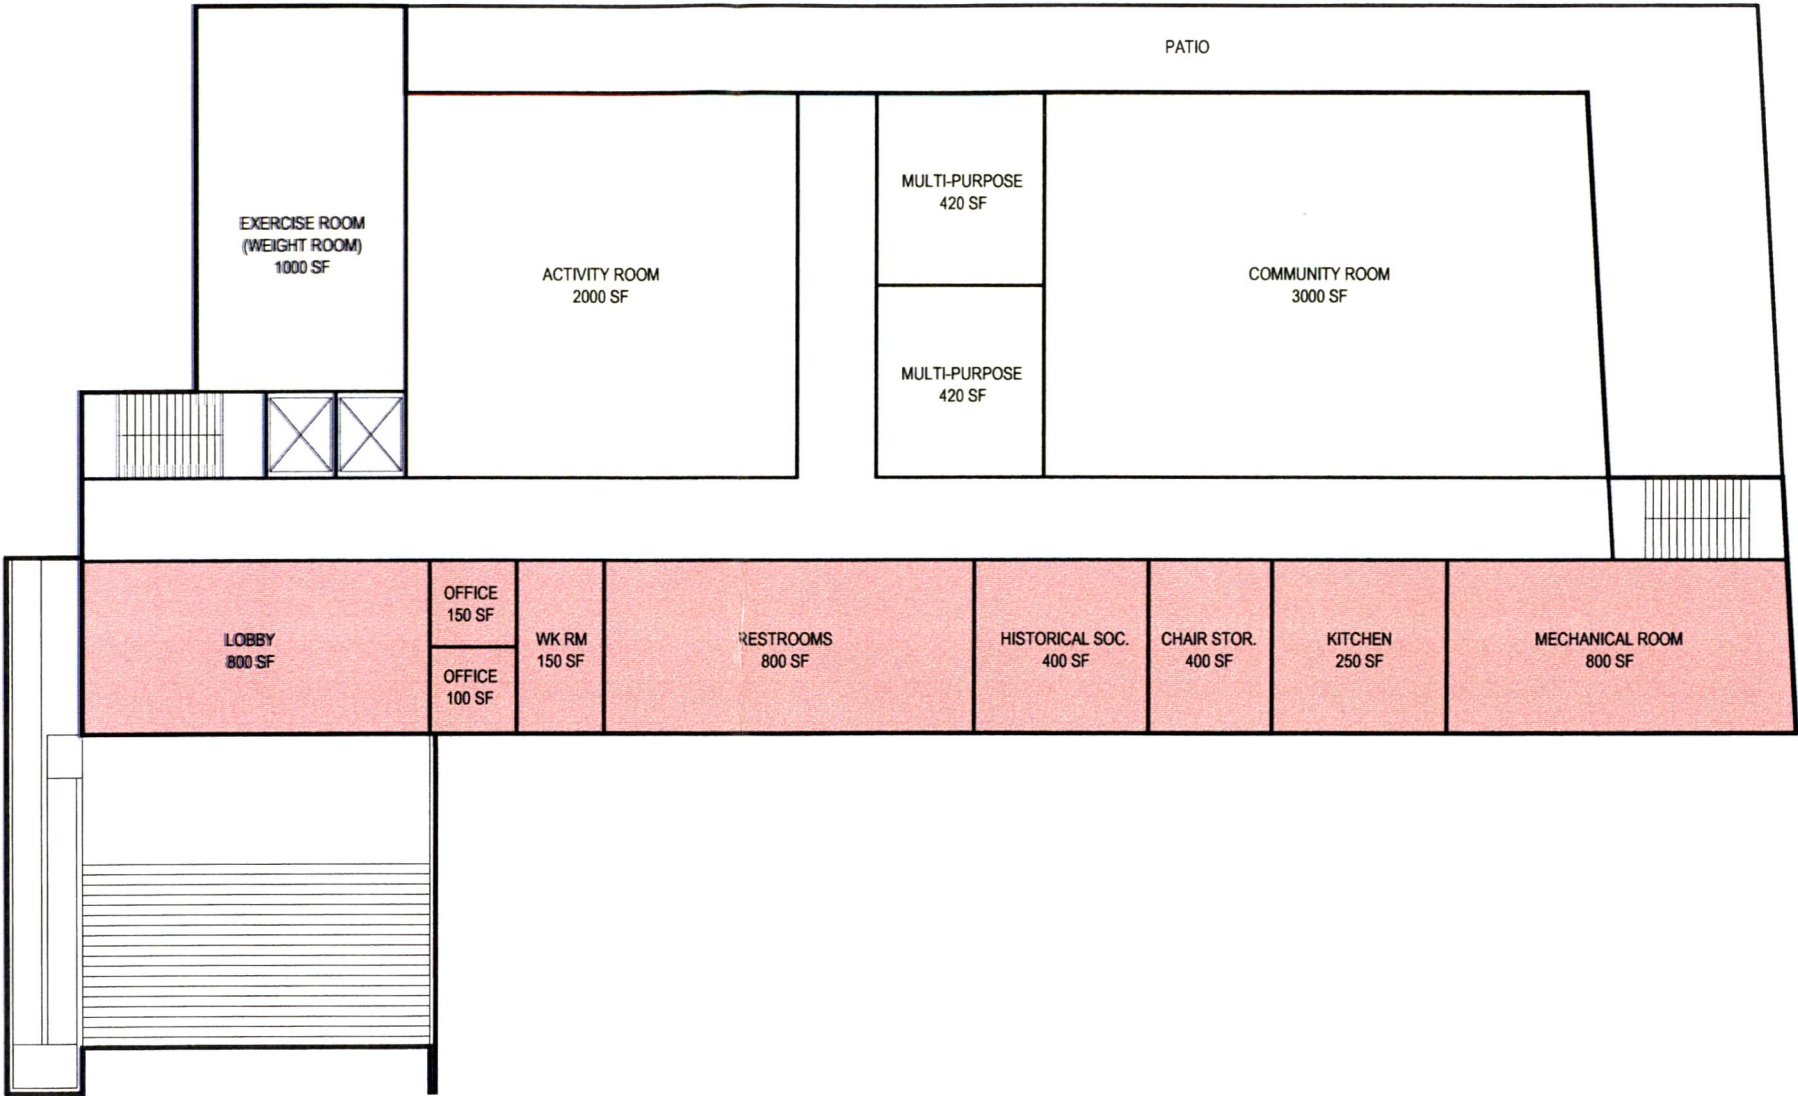 PATIO
EXERCISE ROOM
(WEIGHT ROOM)
1000 SF
ACTIVITY ROOM
2000 SF
MULTI-PURPOSE
420 SF
MULTI-PURPOSE
420 SF
COMMUNITY ROOM
3000 SF
LOBBY
800 SF
OFFICE
150 SF
OFFICE
100 SF
WK RM
150 SF
RESTROOMS
800 SF
HISTORICAL SOC.
400 SF
CHAIR STOR.
400 SF
KITCHEN
250 SF
MECHANICAL ROOM
800 SF